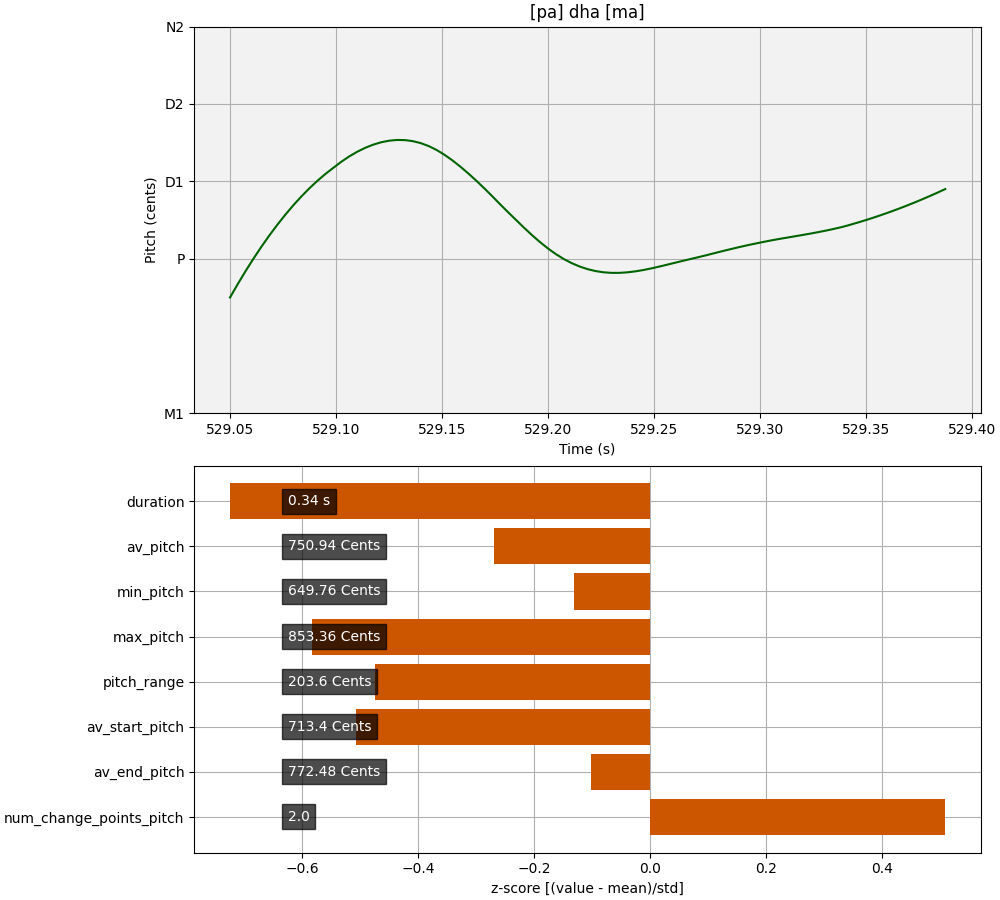 [pa] dha [ma]
N2
D2
D1
P
M1
Pitch (cents)
529.05 529.10 529.15 529.20 529.25 529.30 529.35 529.40
Time (s)
duration 0.34 s
av_pitch 750.94 Cents
min_pitch 649.76 Cents
max_pitch 853.36 Cents
pitch_range 203.6 Cents
av_start_pitch 713.4 Cents
av_end_pitch 772.48 Cents
num_change_points_pitch 2.0
−0.6 −0.4 −0.2 0.0 0.2 0.4
z-score [(value - mean)/std]